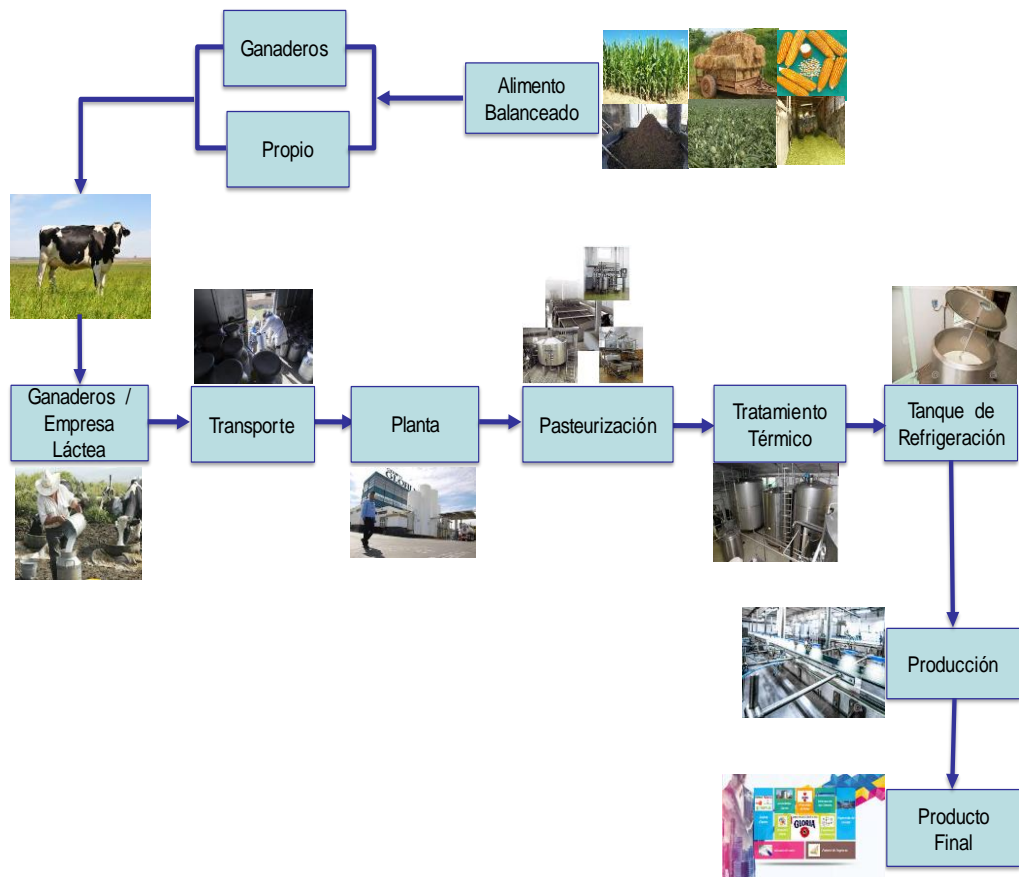 Ganaderos
Alimento
Balanceado
Propio
Ganaderos /
Empresa
Láctea
Transporte
Planta
Pasteurización
Tratamiento
Térmico
Tanque de
Refrigeración
GLORIA
Producción
GLORIA
Producto
Final